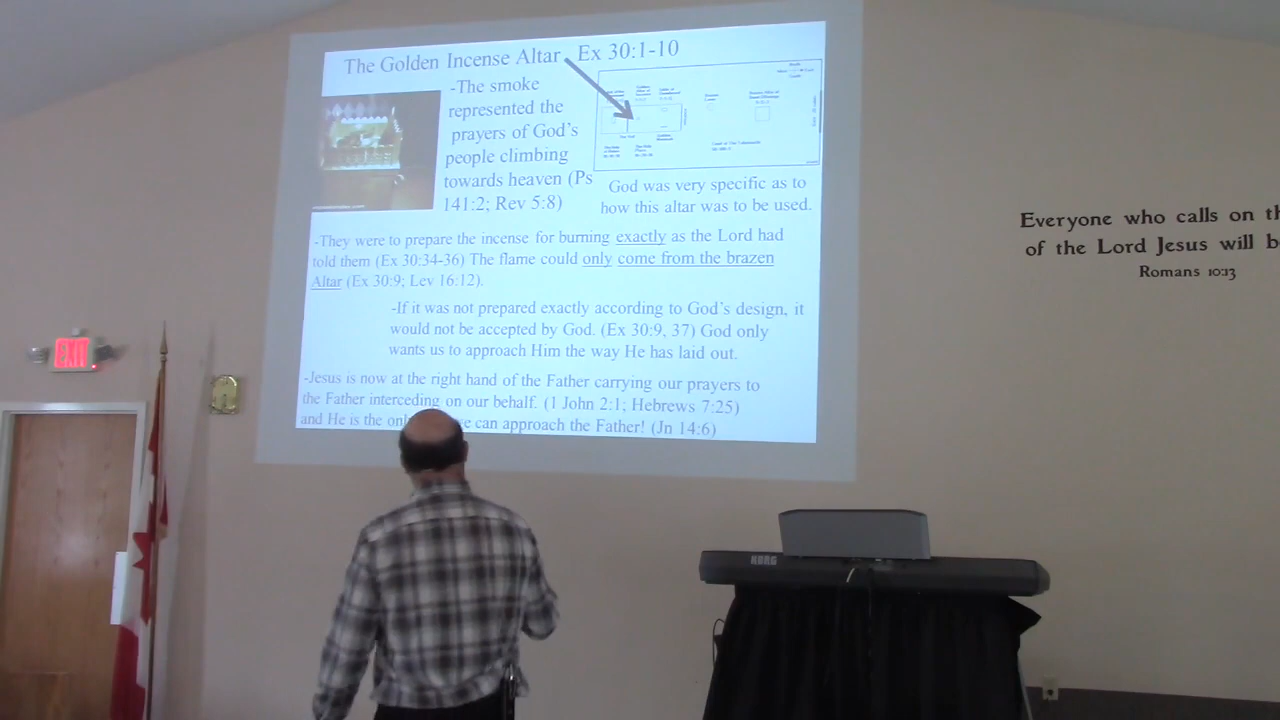 The Golden Incense Altar Ex 30:1-10
-The smoke
represented the
prayers of God's
people climbing
towards heaven (Ps
141:2; Rev 5:8)
God was very specific as to
how this altar was to be used.
-They were to prepare the incense for burning exactly as the Lord had
told them (Ex 30:34-36) The flame could only come from the brazen
Altar (Ex 30:9; Lev 16:12).
-If it was not prepared exactly according to God's design, it
would not be accepted by God. (Ex 30:9, 37) God only
wants us to approach Him the way He has laid out.
-Jesus is now at the right hand of the Father carrying our prayers to
the Father interceding on our behalf. (1 John 2:1; Hebrews 7:25)
and He is the can approach the Father! (Jn 14:6)
Everyone who calls on
of the Lord Jesus will
Romans 10:13
EXIT
KORG